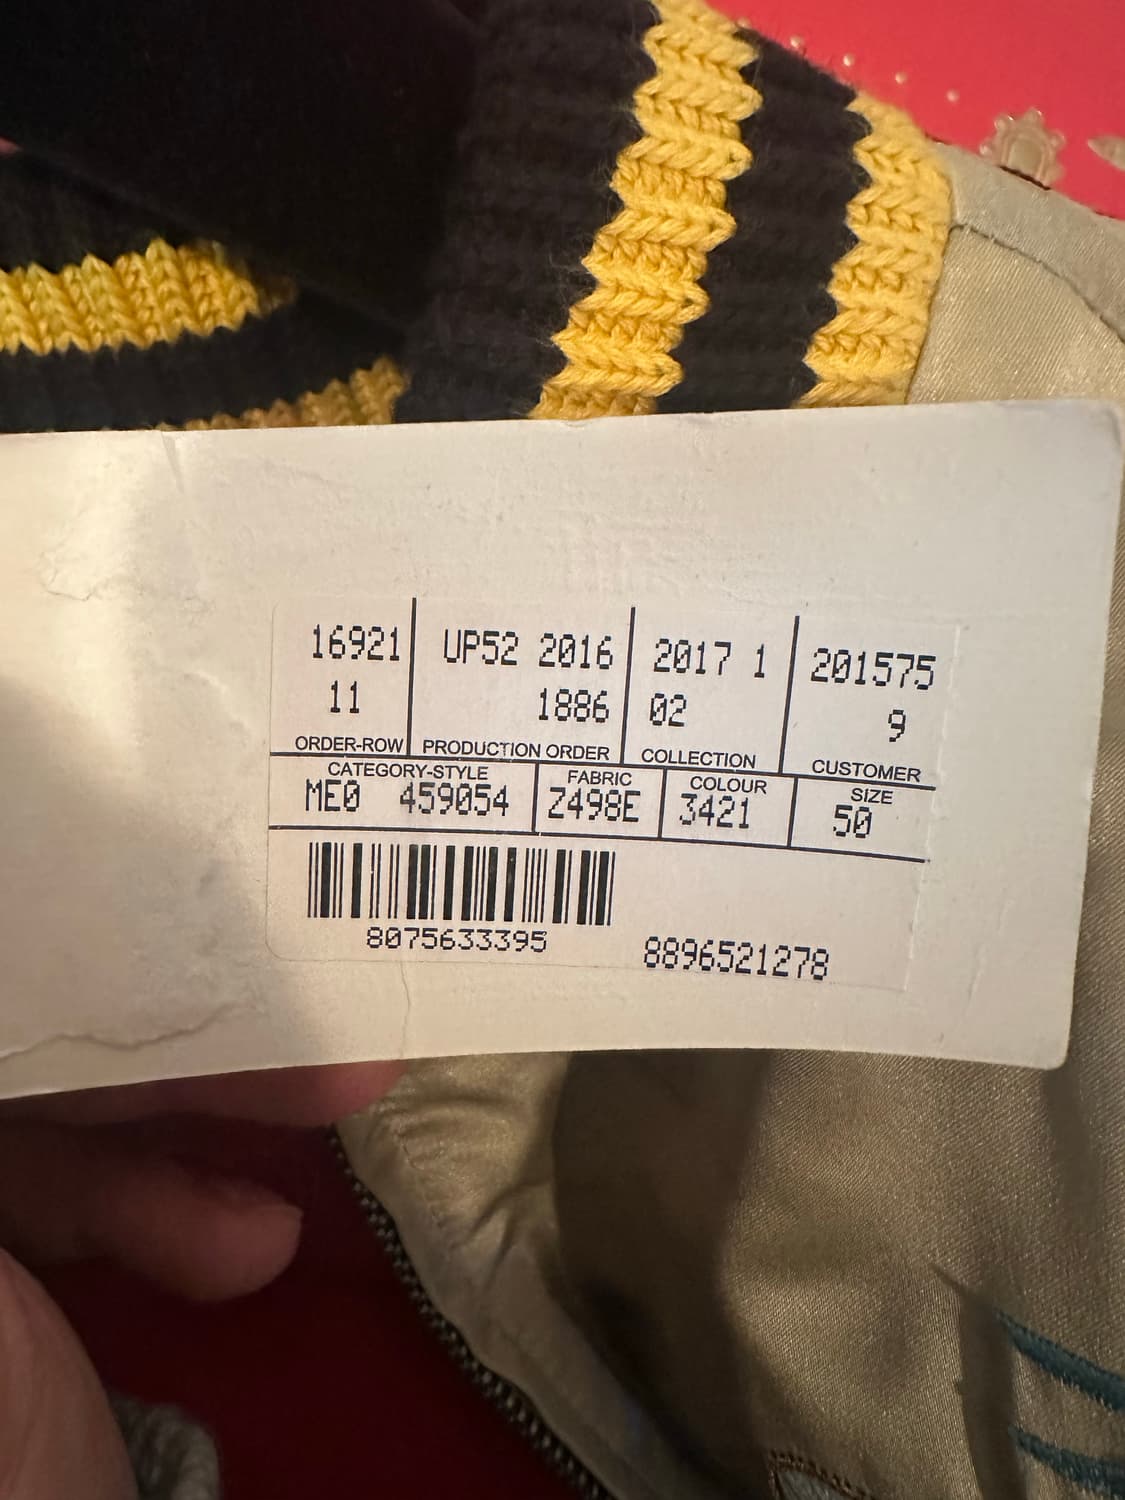 16921 UP52 2016 2017 1 201575
11 1886 02 9
ORDER-ROW PRODUCTION ORDER COLLECTION CUSTOMER
CATEGORY-STYLE FABRIC COLOUR SIZE
ME0 459054 Z498E 3421 50
8075633395 8896521278